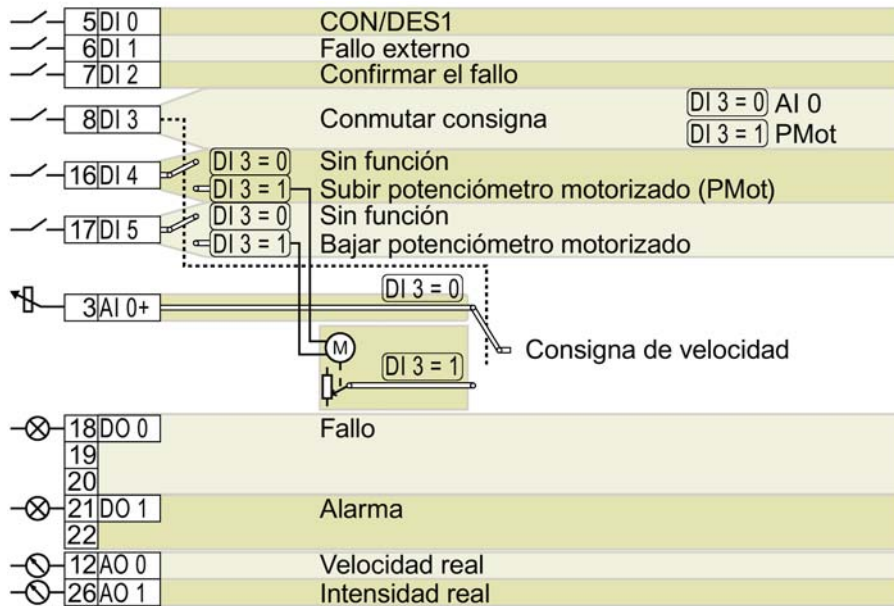 5 DI 0 CON/DES1
6 DI 1 Fallo externo
7 DI 2 Confirmar el fallo
8 DI 3 Conmutar consigna DI 3 = 0 AI 0
DI 3 = 1 PMot
16 DI 4 DI 3 = 0 Sin función
DI 3 = 1 Subir potenciómetro motorizado (PMot)
17 DI 5 DI 3 = 0 Sin función
DI 3 = 1 Bajar potenciómetro motorizado
3 AI 0+ DI 3 = 0
M DI 3 = 1 Consigna de velocidad
18 DO 0 Fallo
19
20
21 DO 1 Alarma
22
12 AO 0 Velocidad real
26 AO 1 Intensidad real